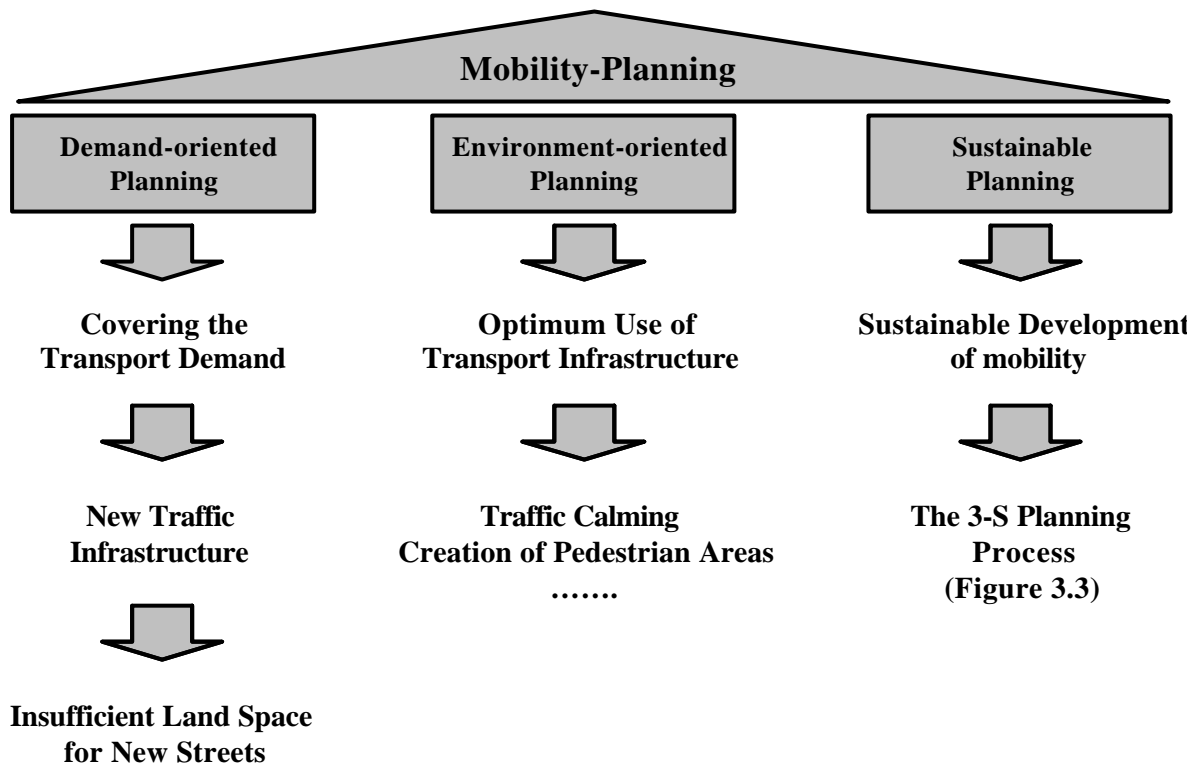 Mobility-Planning
Demand-oriented
Planning
Covering the
Transport Demand
New Traffic
Infrastructure
Insufficient Land Space
for New Streets
Environment-oriented
Planning
Optimum Use of
Transport Infrastructure
Traffic Calming
Creation of Pedestrian Areas
.......
Sustainable
Planning
Sustainable Development
of mobility
The 3-S Planning
Process
(Figure 3.3)